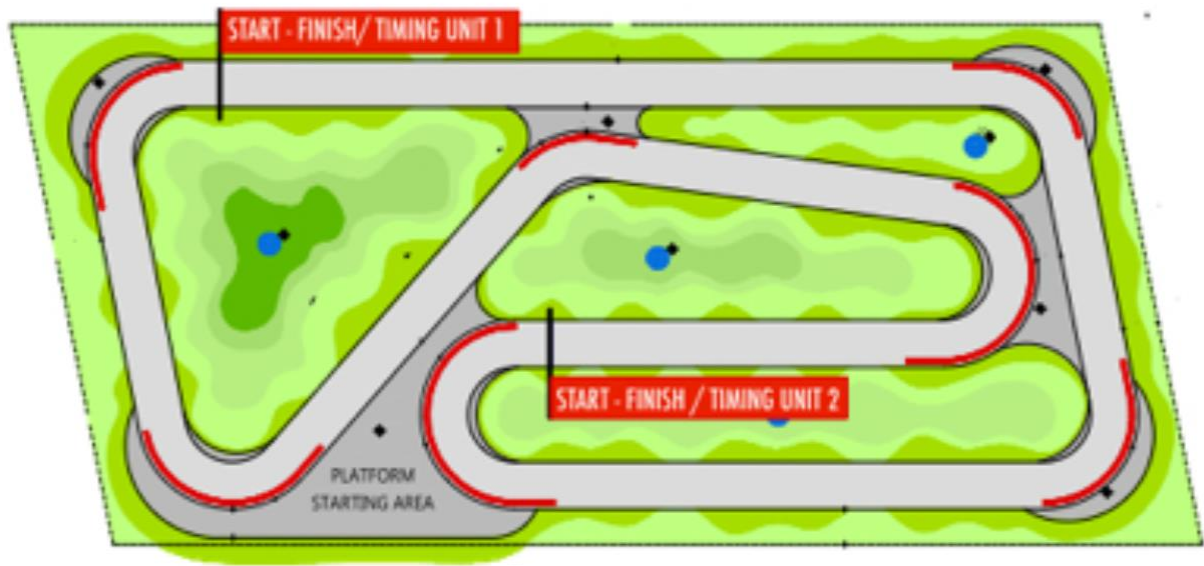 START - FINISH/ TIMING UNIT 1
START - FINISH / TIMING UNIT 2
PLATFORM
STARTING AREA